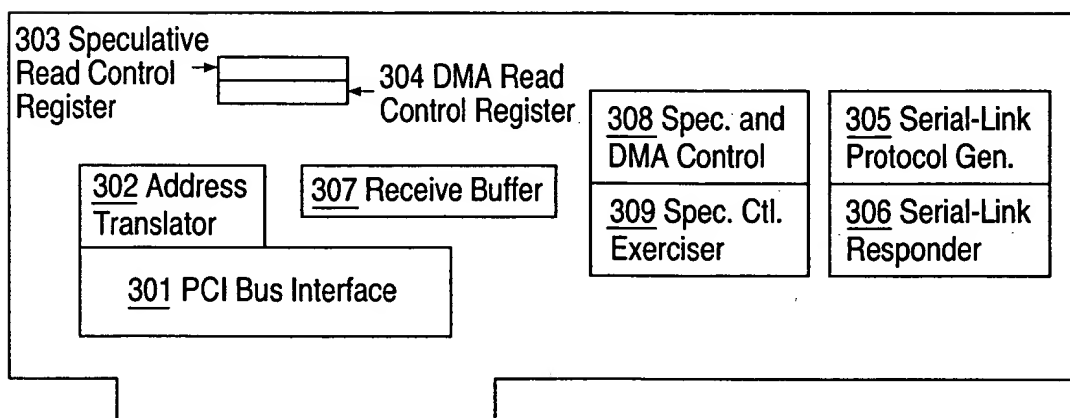 303 Speculative
Read Control
Register
304 DMA Read
Control Register
308 Spec. and
DMA Control
305 Serial-Link
Protocol Gen.
302 Address
Translator
307 Receive Buffer
309 Spec. Ctl.
Exerciser
306 Serial-Link
Responder
301 PCI Bus Interface